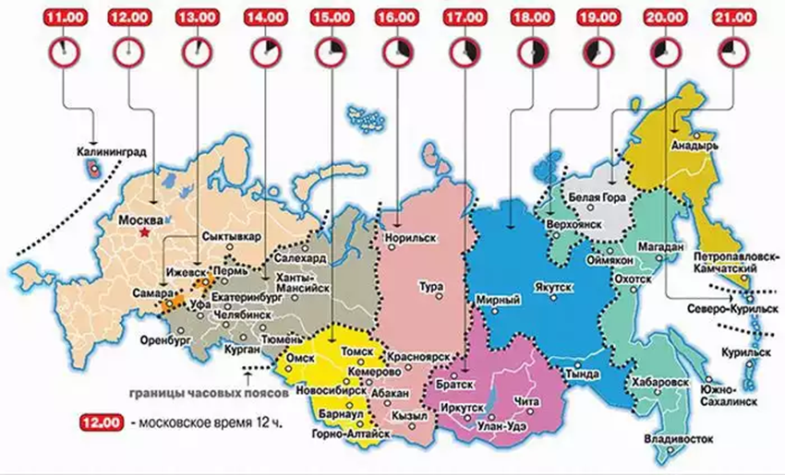 11.00 12.00 13.00 14.00 15.00 16.00 17.00 18.00 19.00 20.00 21.00
Калининград
Анадырь
Белая Гора
Москва
Верхоянск
Сыктывкар
Норильск
Магадан
Салехард
Оймякон
Петропавловск-
Камчатский
Ижевск
Пермь
Ханты-
Мансийск
Охотск
Самара
Уфа
Екатеринбург
Тура
Мирный
Якутск
Северо-Курильск
Челябинск
Оренбург
Тюмень
Курган
Томск
Красноярск
Курильск
Омск
Кемерово
Братск
Тында
Хабаровск
Южно-
Сахалинск
границы часовых поясов
Новосибирск
Абакан
Иркутск
Чита
Барнаул
Кызыл
Улан-Удэ
Горно-Алтайск
Владивосток
12.00 - московское время 12 ч.